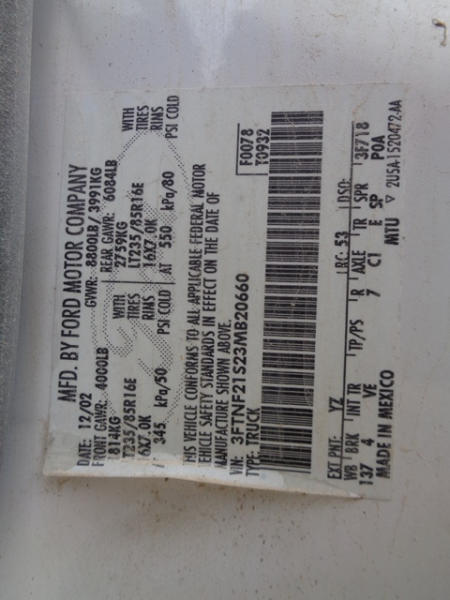 MFD. BY FORD MOTOR COMPANY
DATE: 12/02 GVWR: 8800LB/ 3991KG
FRONT GAWR: 4000LB REAR GAWR: 6084LB
1814KG WITH 2759KG WITH
LT235/85R16E TIRES LT235/85R16E TIRES
16X7.0K RIMS 16X7.0K RIMS
AT 345 kPa/50 PSI COLD AT 550 kPa/80 PSI COLD
THIS VEHICLE CONFORMS TO ALL APPLICABLE FEDERAL MOTOR
VEHICLE SAFETY STANDARDS IN EFFECT ON THE DATE OF
MANUFACTURE SHOWN ABOVE.
VIN: 3FTNF21S23MB20660 F0078
TYPE: TRUCK T0932
EXT PNT: YZ RC: 53 DSO:
WB BRK INT TR TP/PS R AXLE TR SPR 3F718
137 4 VE 7 C1 E SP P0A
MADE IN MEXICO MTU 2U5A-1520472-AA